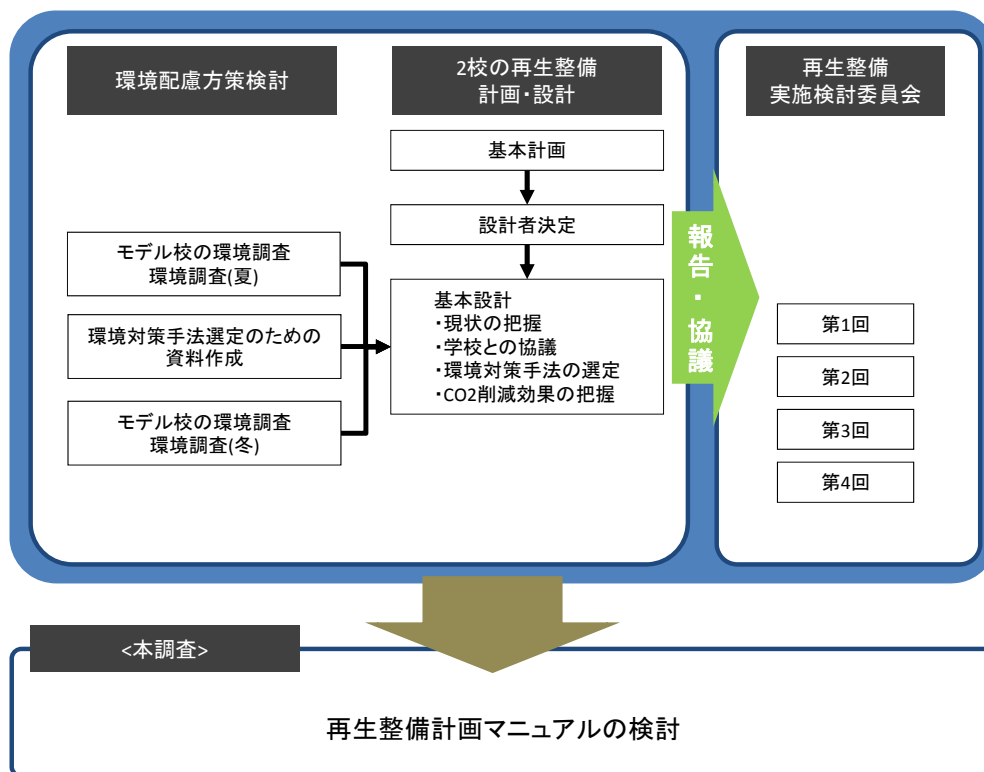 環境配慮方策検討
2校の再生整備
計画・設計
再生整備
実施検討委員会
基本計画
設計者決定
モデル校の環境調査
環境調査(夏)
環境対策手法選定のための
資料作成
モデル校の環境調査
環境調査(冬)
基本設計
・現状の把握
・学校との協議
・環境対策手法の選定
・CO2削減効果の把握
報告・協議
第1回
第2回
第3回
第4回
<本調査>
再生整備計画マニュアルの検討